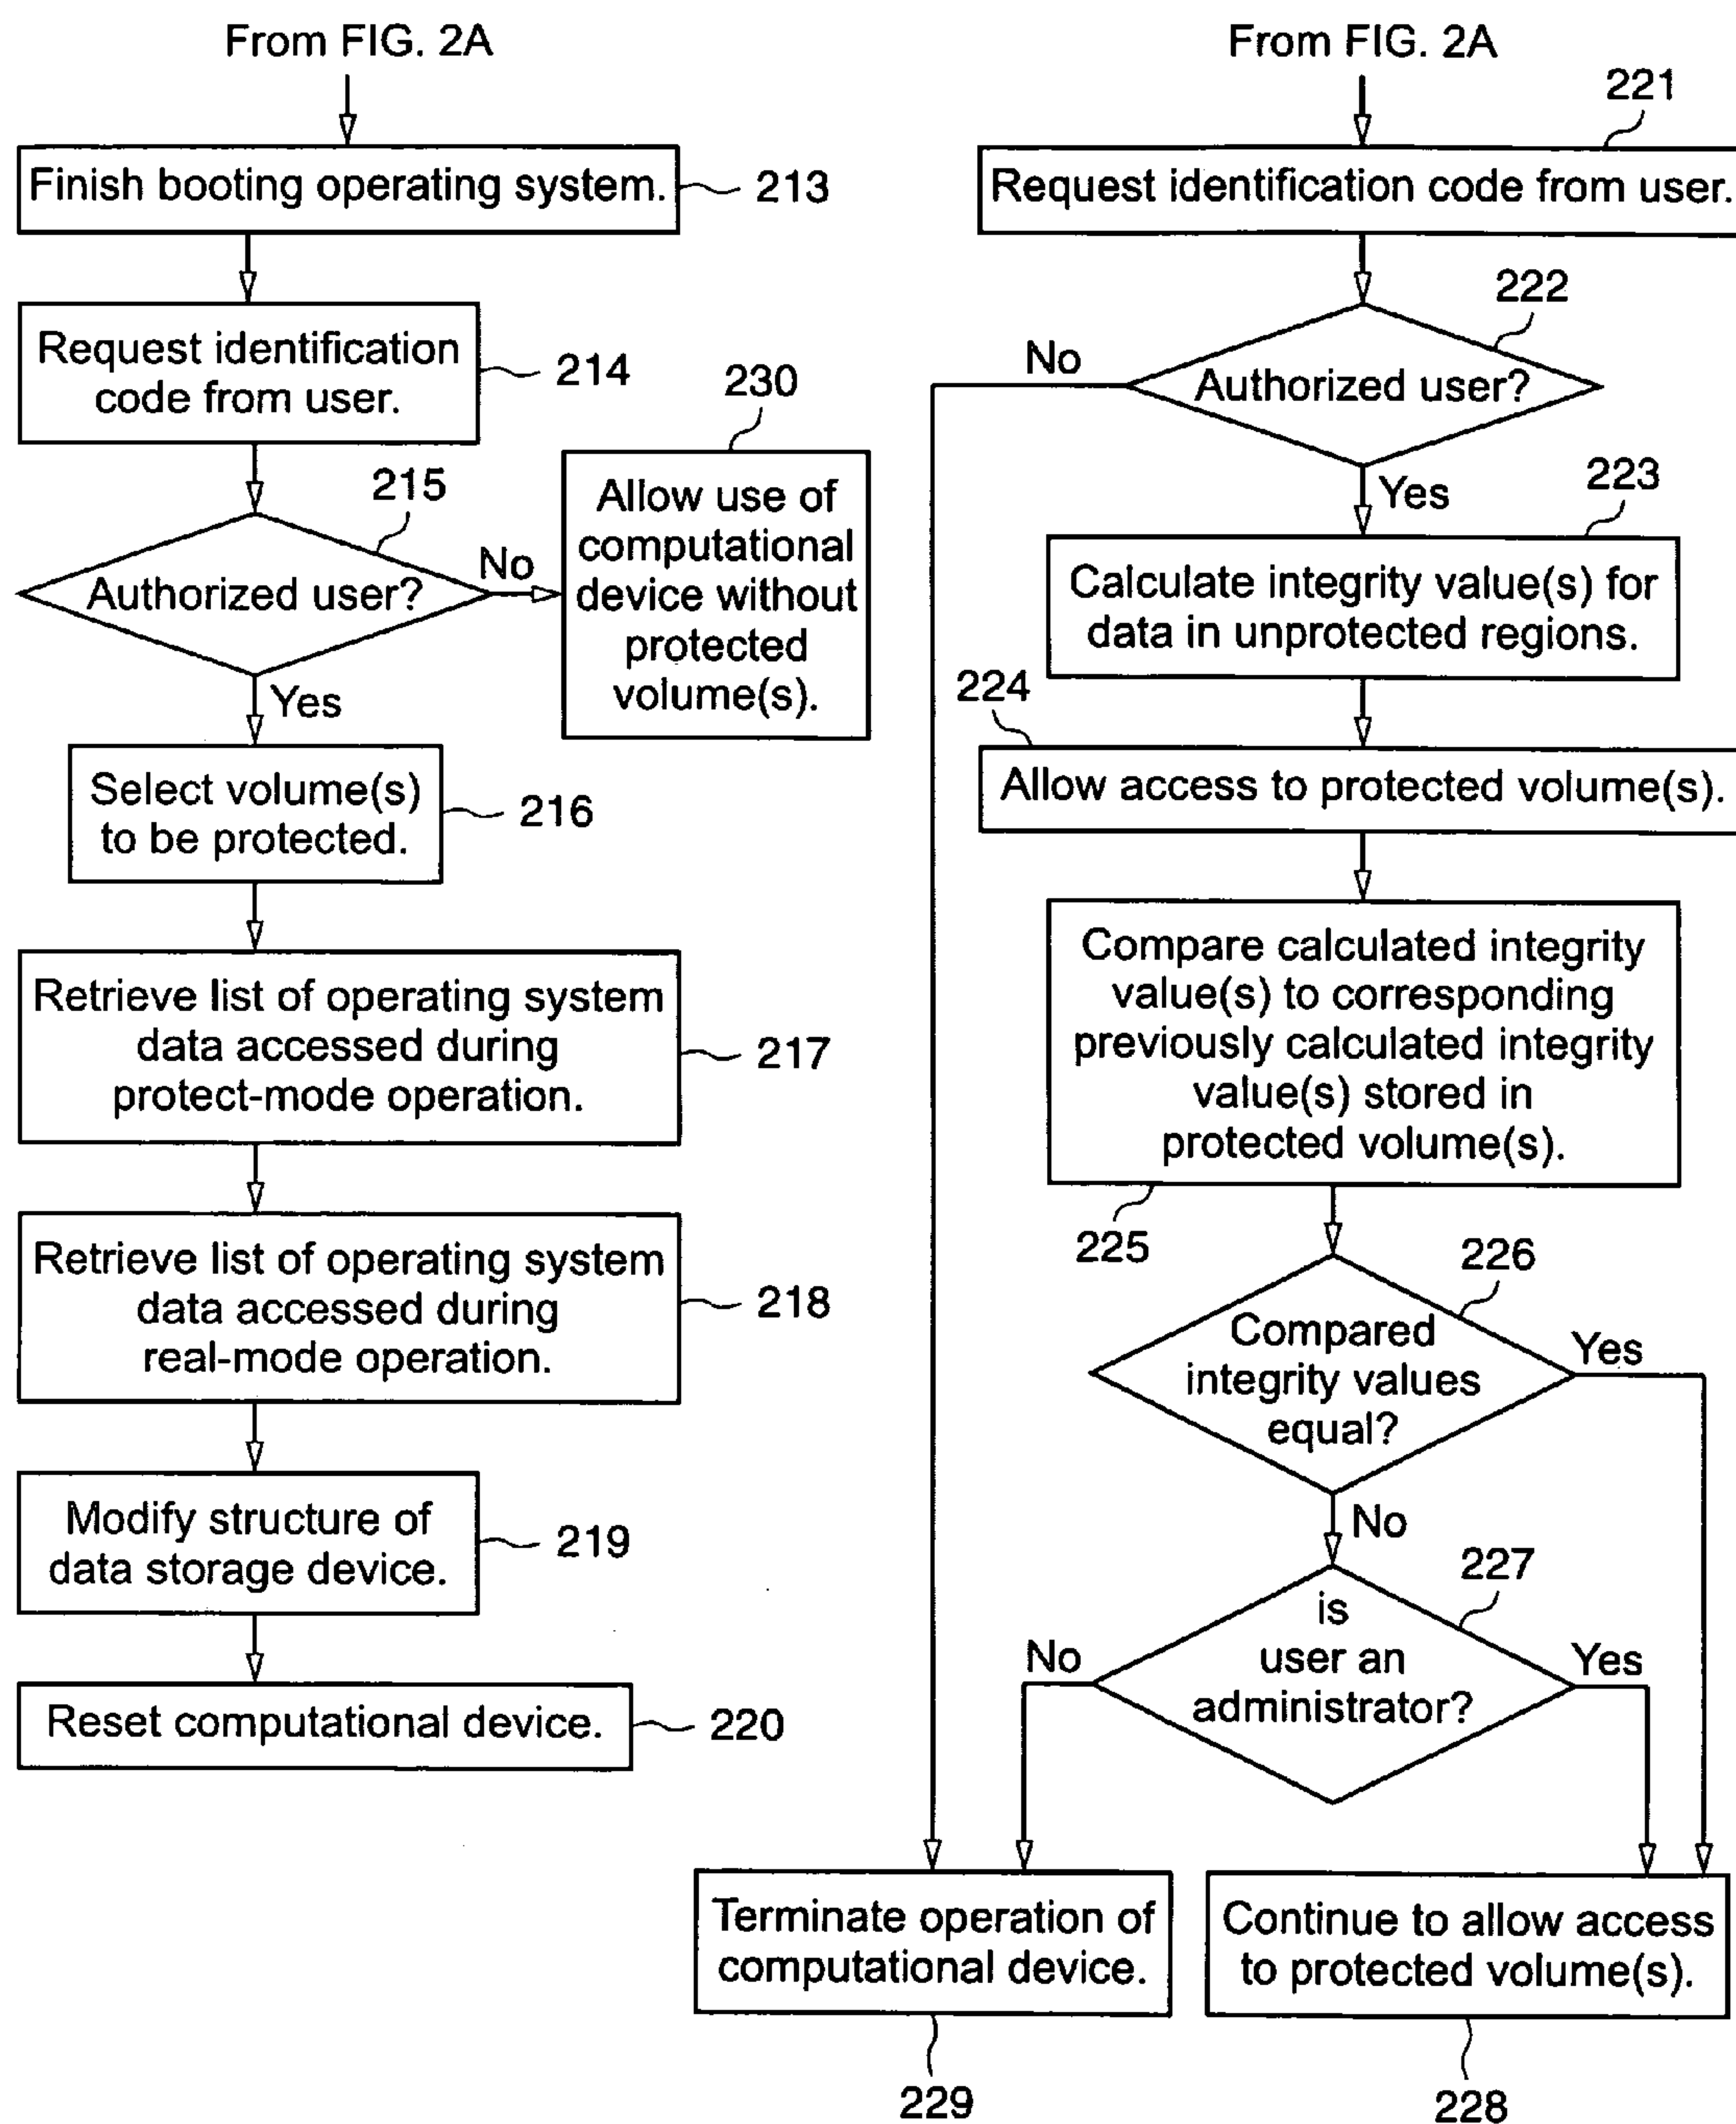 From FIG. 2A
Finish booting operating system.
213
Request identification
code from user.
214
230
215
Authorized user?
No
Allow use of
computational
device without
protected
volume(s).
Yes
Select volume(s)
to be protected.
216
Retrieve list of operating system
data accessed during
protect-mode operation.
217
Retrieve list of operating system
data accessed during
real-mode operation.
218
Modify structure of
data storage device.
219
Reset computational device.
220
From FIG. 2A
221
Request identification code from user.
222
No
Authorized user?
Yes
223
Calculate integrity value(s) for
data in unprotected regions.
224
Allow access to protected volume(s).
Compare calculated integrity
value(s) to corresponding
previously calculated integrity
value(s) stored in
protected volume(s).
225
226
Compared
integrity values
equal?
Yes
No
227
is
user an
administrator?
No
Yes
Terminate operation of
computational device.
229
Continue to allow access
to protected volume(s).
228